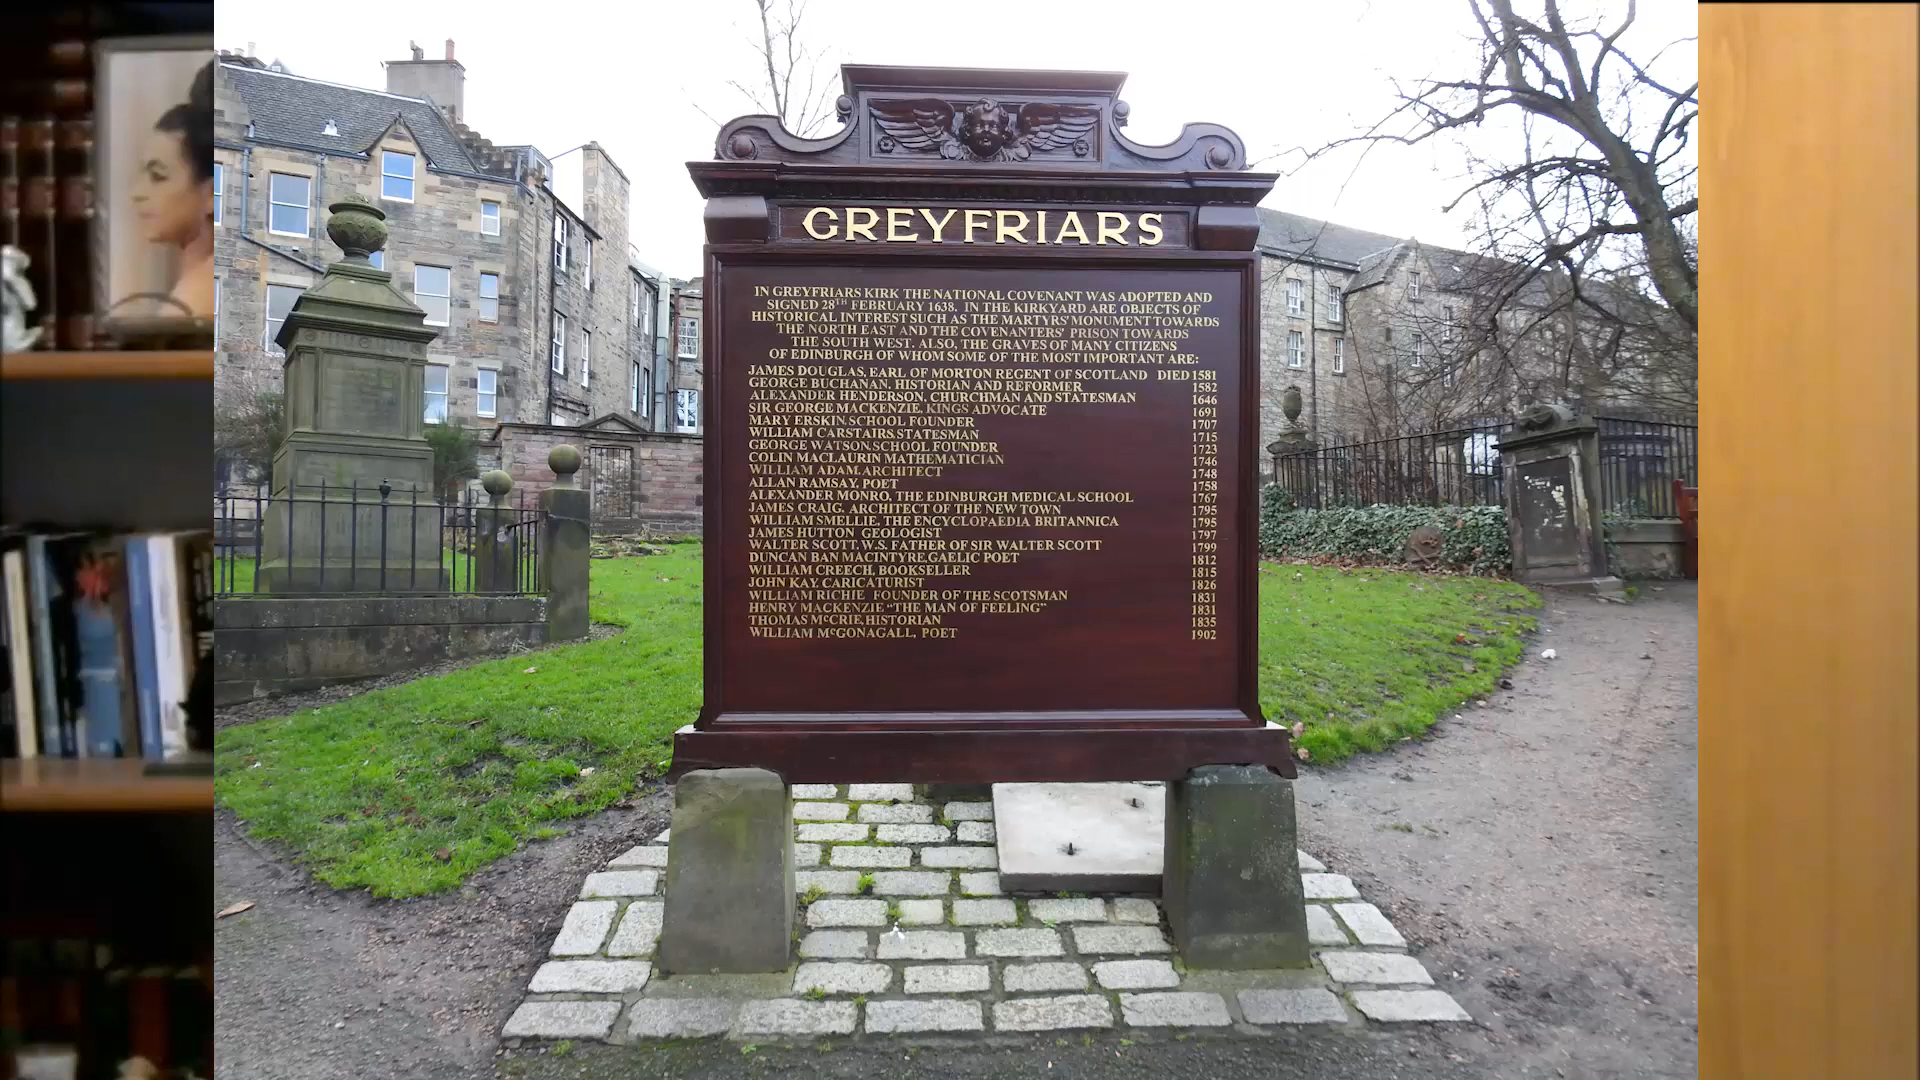 GREYFRIARS
IN GREYFRIARS KIRK THE NATIONAL COVENANT WAS ADOPTED AND
SIGNED 28TH FEBRUARY 1638. IN THE KIRKYARD ARE OBJECTS OF
HISTORICAL INTEREST SUCH AS THE MARTYRS' MONUMENT TOWARDS
THE NORTH EAST AND THE COVENANTERS' PRISON TOWARDS
THE SOUTH WEST. ALSO, THE GRAVES OF MANY CITIZENS
OF EDINBURGH OF WHOM SOME OF THE MOST IMPORTANT ARE:
JAMES DOUGLAS, EARL OF MORTON REGENT OF SCOTLAND DIED 1581
GEORGE BUCHANAN, HISTORIAN AND REFORMER 1582
ALEXANDER HENDERSON, CHURCHMAN AND STATESMAN 1646
SIR GEORGE MACKENZIE, KINGS ADVOCATE 1691
MARY ERSKIN, SCHOOL FOUNDER 1707
WILLIAM CARSTAIRS, STATESMAN 1715
GEORGE WATSON, SCHOOL FOUNDER 1723
COLIN MACLAURIN MATHEMATICIAN 1746
WILLIAM ADAM, ARCHITECT 1748
ALLAN RAMSAY, POET 1758
ALEXANDER MONRO, THE EDINBURGH MEDICAL SCHOOL 1767
JAMES CRAIG, ARCHITECT OF THE NEW TOWN 1795
WILLIAM SMELLIE, THE ENCYCLOPAEDIA BRITANNICA 1795
JAMES HUTTON GEOLOGIST 1797
WALTER SCOTT, W.S. FATHER OF SIR WALTER SCOTT 1799
DUNCAN BAN MACINTYRE, GAELIC POET 1812
WILLIAM CREECH, BOOKSELLER 1815
JOHN KAY, CARICATURIST 1826
WILLIAM RICHIE FOUNDER OF THE SCOTSMAN 1831
HENRY MACKENZIE "THE MAN OF FEELING" 1831
THOMAS McCRIE, HISTORIAN 1835
WILLIAM McGONAGALL, POET 1902